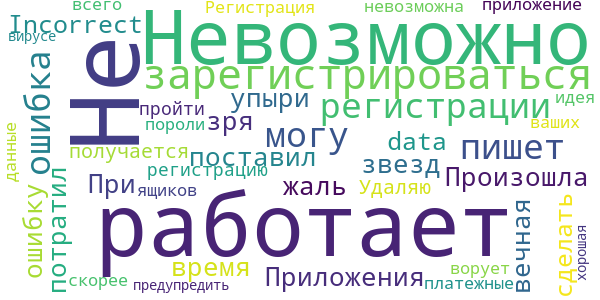 всего
Регистрация
невозможна
приложение
вирусе
Incorrect
Не
Невозможно
зарегистрироваться
ошибка
упыри
регистрации
идея
пройти
пороли
зря
могу
data
пишет
ваших
данные
получается
поставил
регистрацию
звезд
Произошла
ошибку
потратил
При
ящиков
жаль
Удаляю
работает
вечная
сделать
хорошая
время
Приложения
ворует
скорее
предупредить
платежные